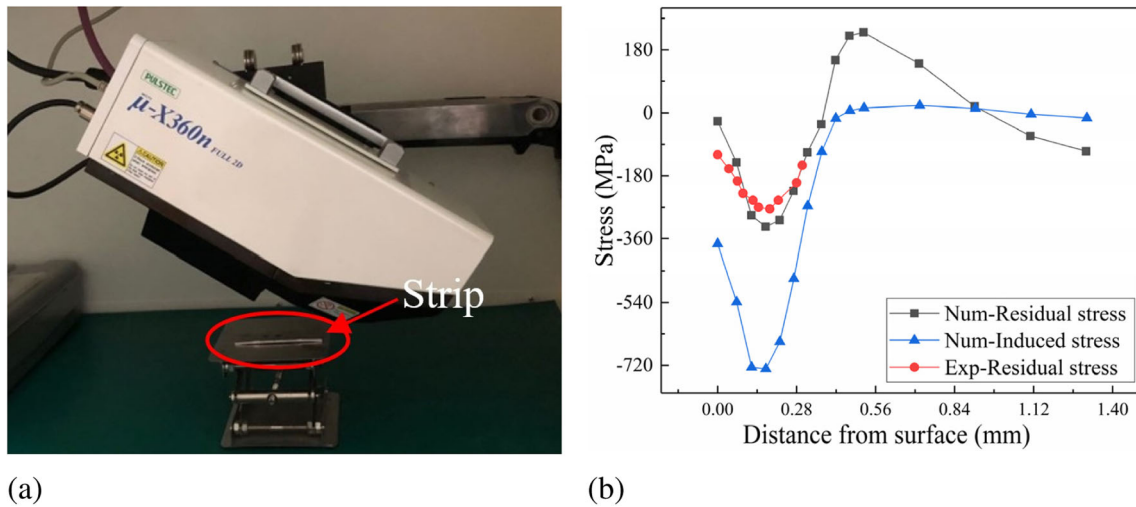 PULSTEC
μ-X360n FULL 2D
CAUTION
Strip
(a)
(b)
Stress (MPa)
180
0
-180
-360
-540
-720
Num-Residual stress
Num-Induced stress
Exp-Residual stress
0.00 0.28 0.56 0.84 1.12 1.40
Distance from surface (mm)
(a)
(b)